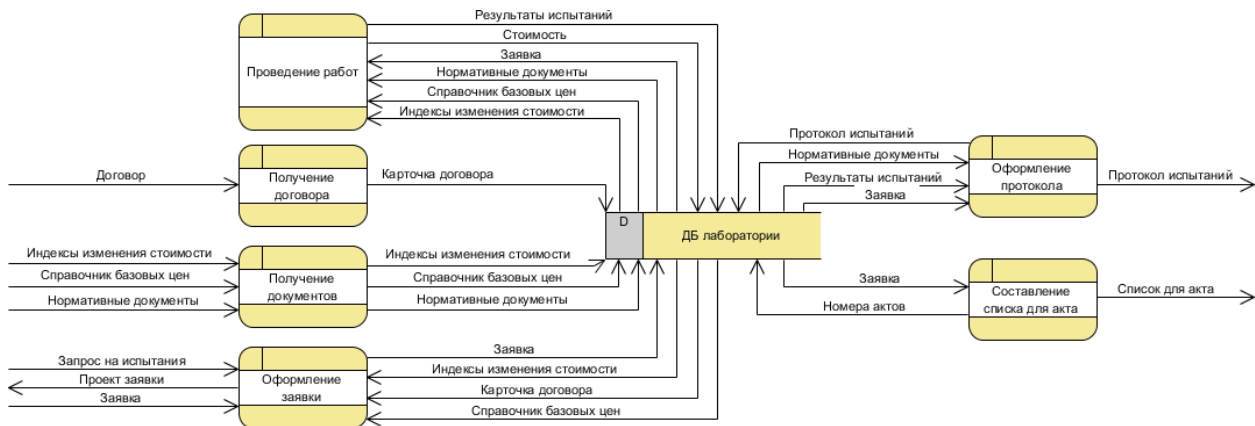 Результаты испытаний
Стоимость
Заявка
Нормативные документы
Справочник базовых цен
Индексы изменения стоимости
Проведение работ
Договор
Получение
договора
Карточка договора
Индексы изменения стоимости
Справочник базовых цен
Нормативные документы
Получение
документов
Индексы изменения стоимости
Справочник базовых цен
Нормативные документы
Запрос на испытания
Проект заявки
Заявка
Оформление
заявки
Заявка
Индексы изменения стоимости
Карточка договора
Справочник базовых цен
D
ДБ лаборатории
Протокол испытаний
Нормативные документы
Результаты испытаний
Заявка
Оформление
протокола
Протокол испытаний
Заявка
Номера актов
Составление
списка для акта
Список для акта